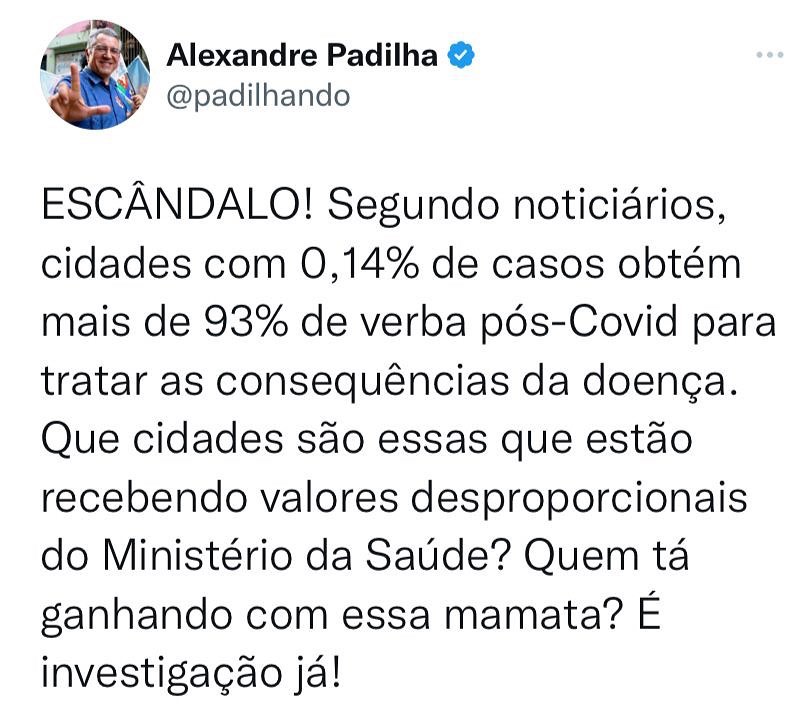 Alexandre Padilha
@padilhando
ESCÂNDALO! Segundo noticiários,
cidades com 0,14% de casos obtém
mais de 93% de verba pós-Covid para
tratar as consequências da doença.
Que cidades são essas que estão
recebendo valores desproporcionais
do Ministério da Saúde? Quem tá
ganhando com essa mamata? É
investigação já!